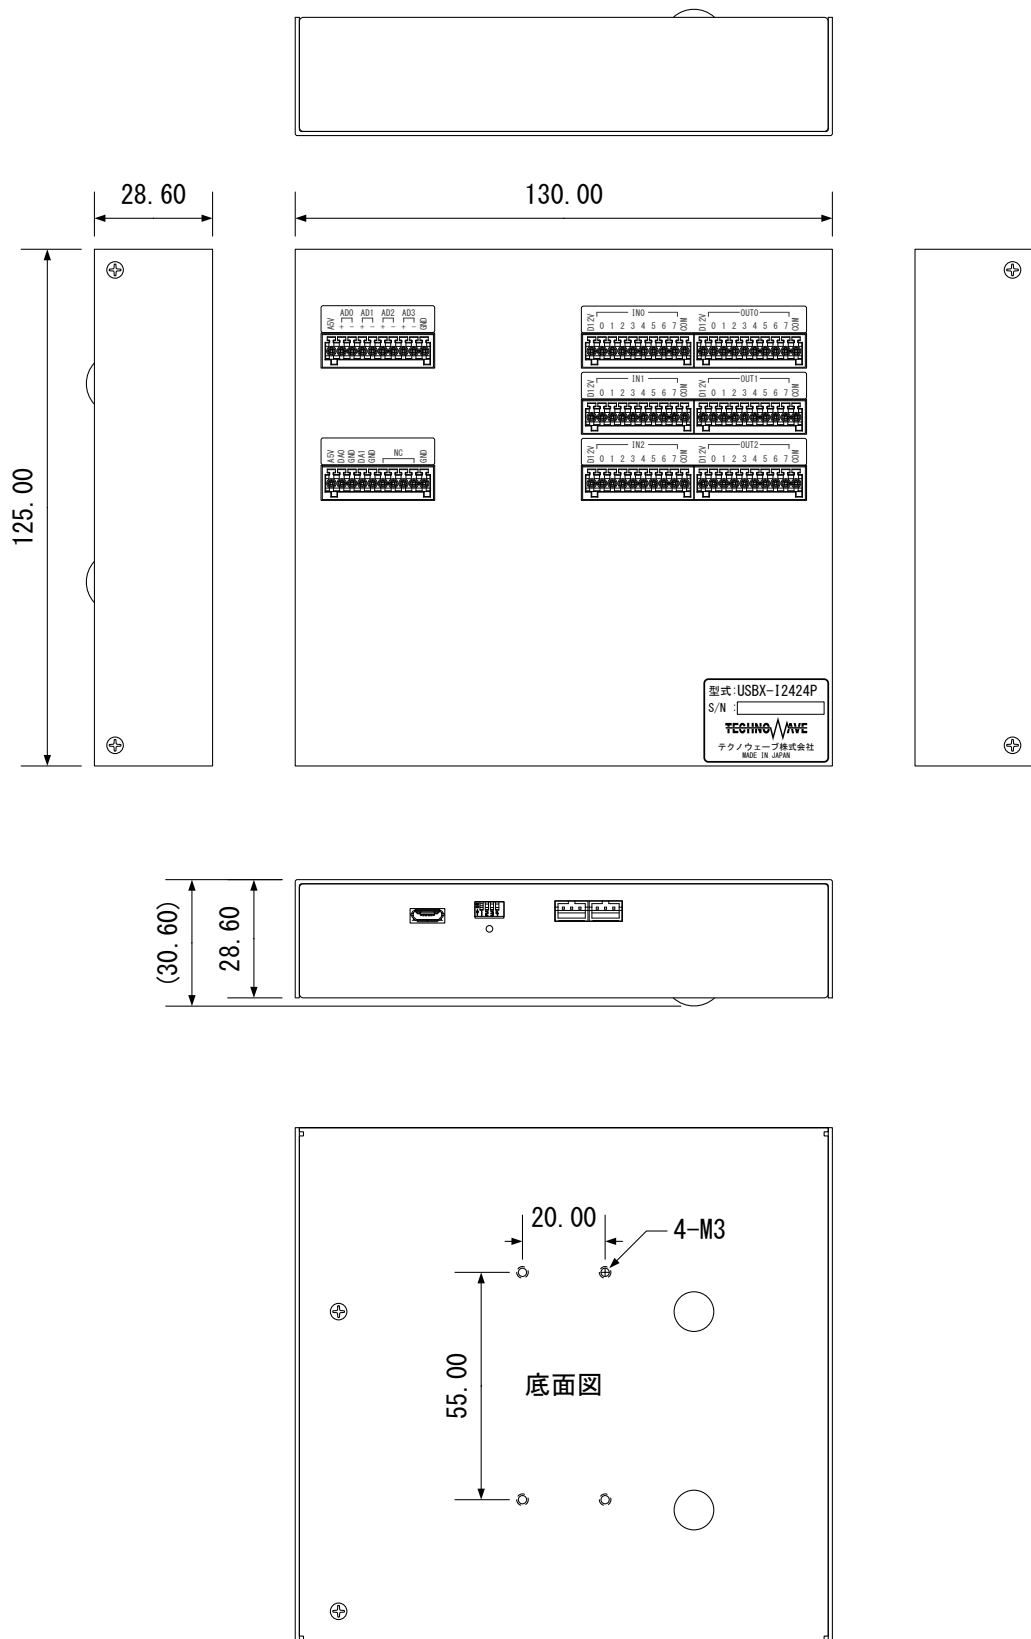 28.60
130.00
125.00
AD0 AD1 AD2 AD3
A5V + - + - + - + - GND
IN0 OUT0
D12V 0 1 2 3 4 5 6 7 COM D12V 0 1 2 3 4 5 6 7 COM
IN1 OUT1
D12V 0 1 2 3 4 5 6 7 COM D12V 0 1 2 3 4 5 6 7 COM
NC
A5V DA0 GND DA1 GND GND
IN2 OUT2
D12V 0 1 2 3 4 5 6 7 COM D12V 0 1 2 3 4 5 6 7 COM
型式:USBX-I2424P
S/N :
TECHNO WAVE
テクノウェーブ株式会社
MADE IN JAPAN
(30.60)
28.60
20.00
4-M3
55.00
底面図